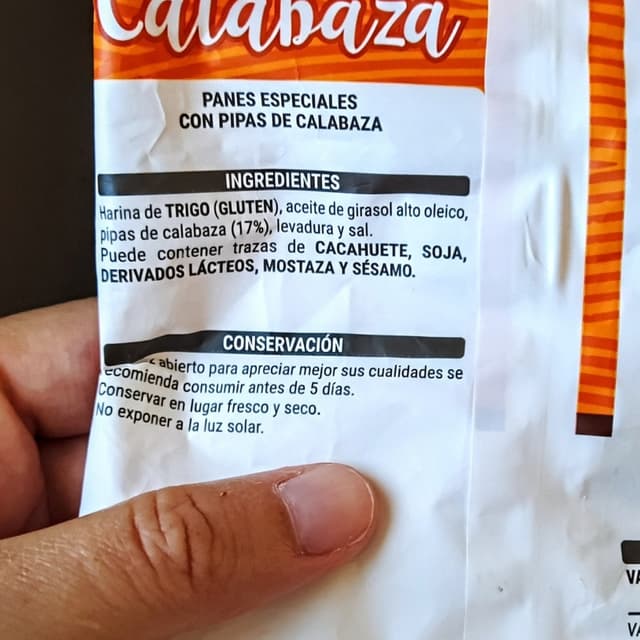 Calabaza
PANES ESPECIALES
CON PIPAS DE CALABAZA
INGREDIENTES
Harina de TRIGO (GLUTEN), aceite de girasol alto oleico,
pipas de calabaza (17%), levadura y sal.
Puede contener trazas de CACAHUETE, SOJA,
DERIVADOS LÁCTEOS, MOSTAZA Y SÉSAMO.
CONSERVACIÓN
abierto para apreciar mejor sus cualidades se
recomienda consumir antes de 5 días.
Conservar en lugar fresco y seco.
No exponer a la luz solar.